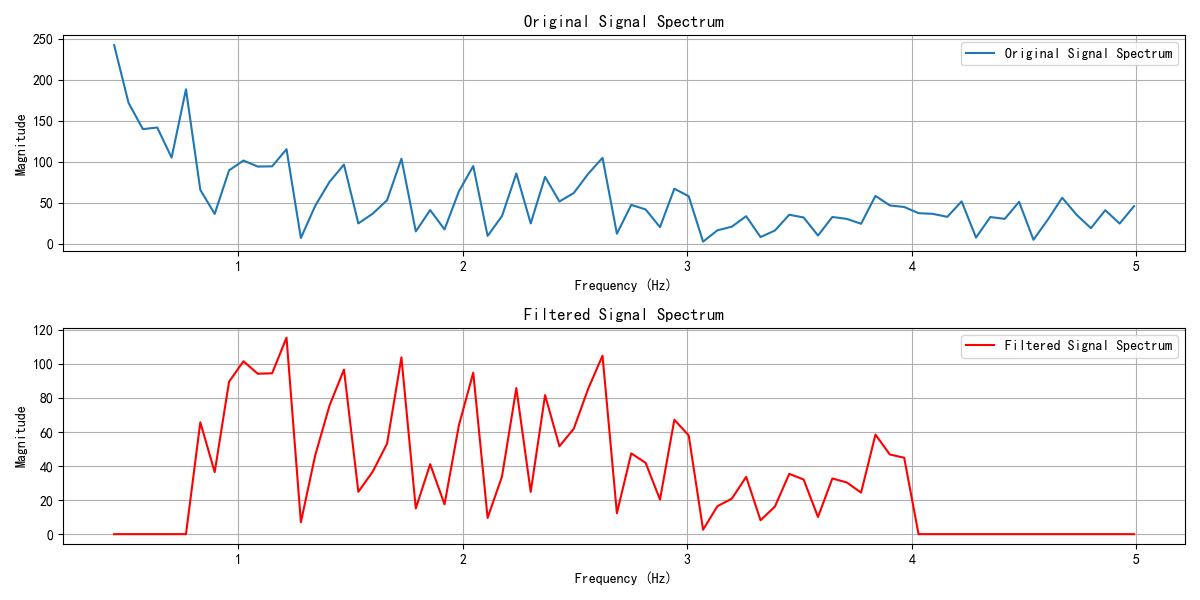 Original Signal Spectrum
250
200
150
100
50
0
Magnitude
Original Signal Spectrum
1 2 3 4 5
Frequency (Hz)
Filtered Signal Spectrum
120
100
80
60
40
20
0
Magnitude
Filtered Signal Spectrum
1 2 3 4 5
Frequency (Hz)